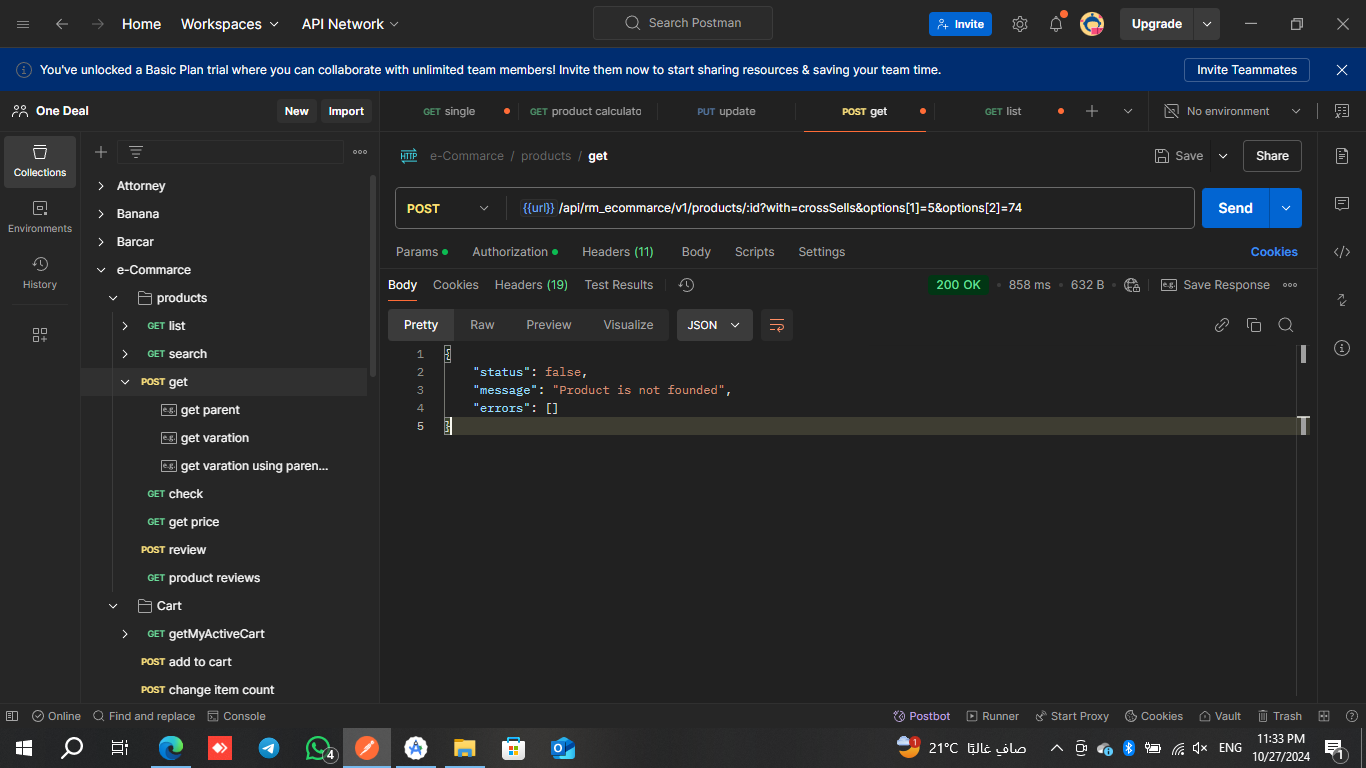 Home Workspaces API Network Search Postman Invite Upgrade
You've unlocked a Basic Plan trial where you can collaborate with unlimited team members! Invite them now to start sharing resources & saving your team time. Invite Teammates
One Deal New Import
GET single GET product calculato PUT update POST get GET list No environment
Collections
Environments
History
Attorney
Banana
Barcar
e-Commarce
products
GET list
GET search
POST get
e.g. get parent
e.g. get varation
e.g. get varation using paren...
GET check
GET get price
POST review
GET product reviews
Cart
GET getMyActiveCart
POST add to cart
POST change item count
HTTP e-Commarce / products / get Save Share
POST {{url}} /api/rm_ecommarce/v1/products/:id?with=crossSells&options[1]=5&options[2]=74 Send
Params Authorization Headers (11) Body Scripts Settings Cookies
Body Cookies Headers (19) Test Results 200 OK 858 ms 632 B e.g. Save Response
Pretty Raw Preview Visualize JSON
1 {
2 "status": false,
3 "message": "Product is not founded",
4 "errors": []
5 }
Online Find and replace Console Postbot Runner Start Proxy Cookies Vault Trash
4 1 21°C صافٍ غالبًا ENG 11:33 PM 1
10/27/2024